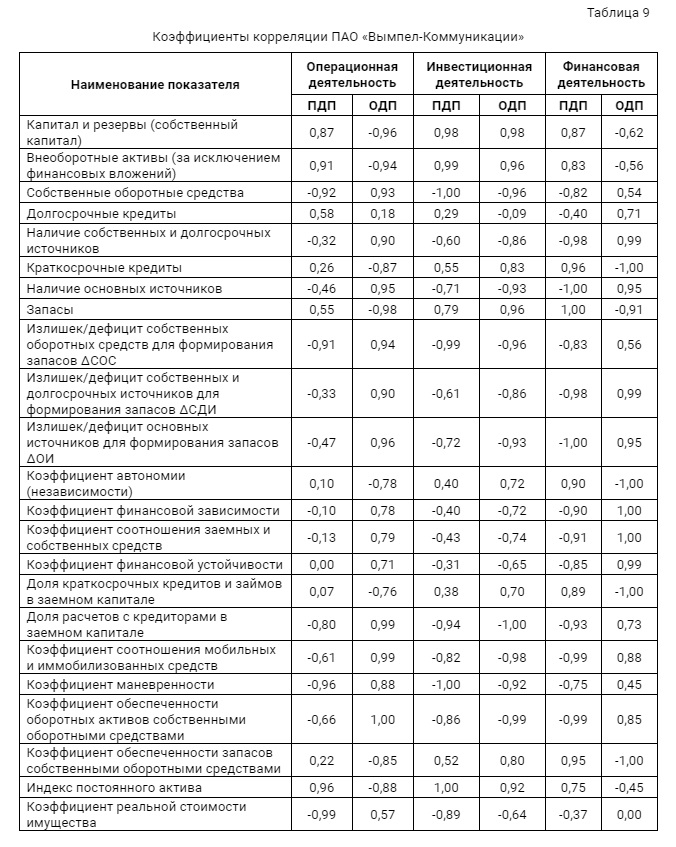 Таблица 9
Коэффициенты корреляции ПАО «Вымпел-Коммуникации»
Наименование показателя
Операционная
деятельность
Инвестиционная
деятельность
Финансовая
деятельность
ПДП ОДП ПДП ОДП ПДП ОДП
Капитал и резервы (собственный
капитал)
0,87 -0,96 0,98 0,98 0,87 -0,62
Внеоборотные активы (за исключением
финансовых вложений)
0,91 -0,94 0,99 0,96 0,83 -0,56
Собственные оборотные средства -0,92 0,93 -1,00 -0,96 -0,82 0,54
Долгосрочные кредиты 0,58 0,18 0,29 -0,09 -0,40 0,71
Наличие собственных и долгосрочных
источников
-0,32 0,90 -0,60 -0,86 -0,98 0,99
Краткосрочные кредиты 0,26 -0,87 0,55 0,83 0,96 -1,00
Наличие основных источников -0,46 0,95 -0,71 -0,93 -1,00 0,95
Запасы 0,55 -0,98 0,79 0,96 1,00 -0,91
Излишек/дефицит собственных
оборотных средств для формирования
запасов ΔСОС
-0,91 0,94 -0,99 -0,96 -0,83 0,56
Излишек/дефицит собственных и
долгосрочных источников для
формирования запасов ΔСДИ
-0,33 0,90 -0,61 -0,86 -0,98 0,99
Излишек/дефицит основных
источников для формирования запасов
ΔОИ
-0,47 0,96 -0,72 -0,93 -1,00 0,95
Коэффициент автономии
(независимости)
0,10 -0,78 0,40 0,72 0,90 -1,00
Коэффициент финансовой зависимости -0,10 0,78 -0,40 -0,72 -0,90 1,00
Коэффициент соотношения заемных и
собственных средств
-0,13 0,79 -0,43 -0,74 -0,91 1,00
Коэффициент финансовой устойчивости 0,00 0,71 -0,31 -0,65 -0,85 0,99
Доля краткосрочных кредитов и займов
в заемном капитале
0,07 -0,76 0,38 0,70 0,89 -1,00
Доля расчетов с кредиторами в
заемном капитале
-0,80 0,99 -0,94 -1,00 -0,93 0,73
Коэффициент соотношения мобильных
и иммобилизованных средств
-0,61 0,99 -0,82 -0,98 -0,99 0,88
Коэффициент маневренности -0,96 0,88 -1,00 -0,92 -0,75 0,45
Коэффициент обеспеченности
оборотных активов собственными
оборотными средствами
-0,66 1,00 -0,86 -0,99 -0,99 0,85
Коэффициент обеспеченности запасов
собственными оборотными средствами
0,22 -0,85 0,52 0,80 0,95 -1,00
Индекс постоянного актива 0,96 -0,88 1,00 0,92 0,75 -0,45
Коэффициент реальной стоимости
имущества
-0,99 0,57 -0,89 -0,64 -0,37 0,00